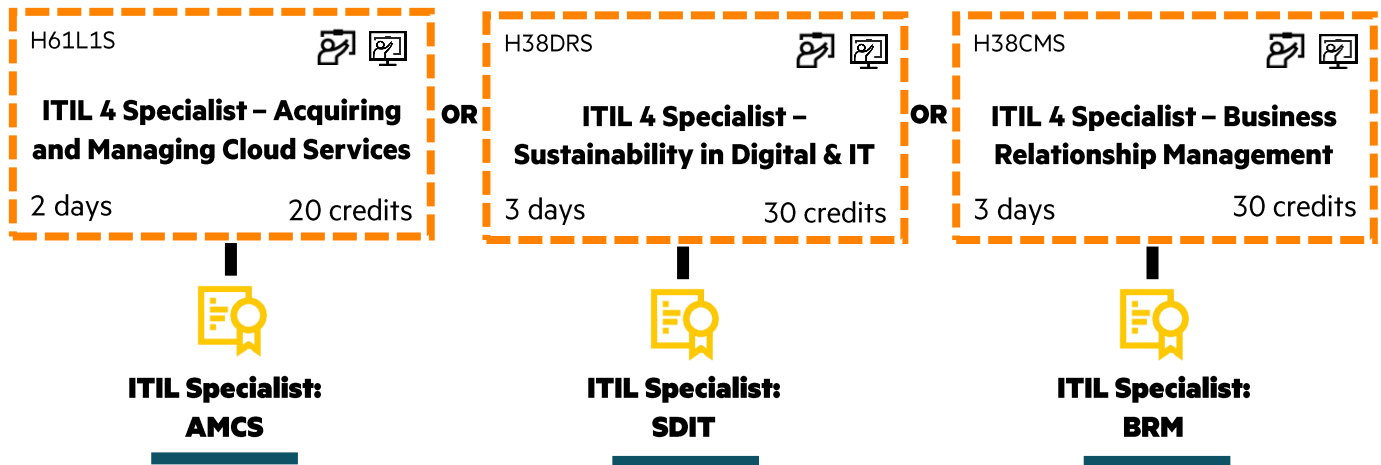 H61L1S
ITIL 4 Specialist – Acquiring
and Managing Cloud Services
2 days
20 credits
OR
H38DRS
ITIL 4 Specialist –
Sustainability in Digital & IT
3 days
30 credits
OR
H38CMS
ITIL 4 Specialist – Business
Relationship Management
3 days
30 credits
ITIL Specialist:
AMCS
ITIL Specialist:
SDIT
ITIL Specialist:
BRM